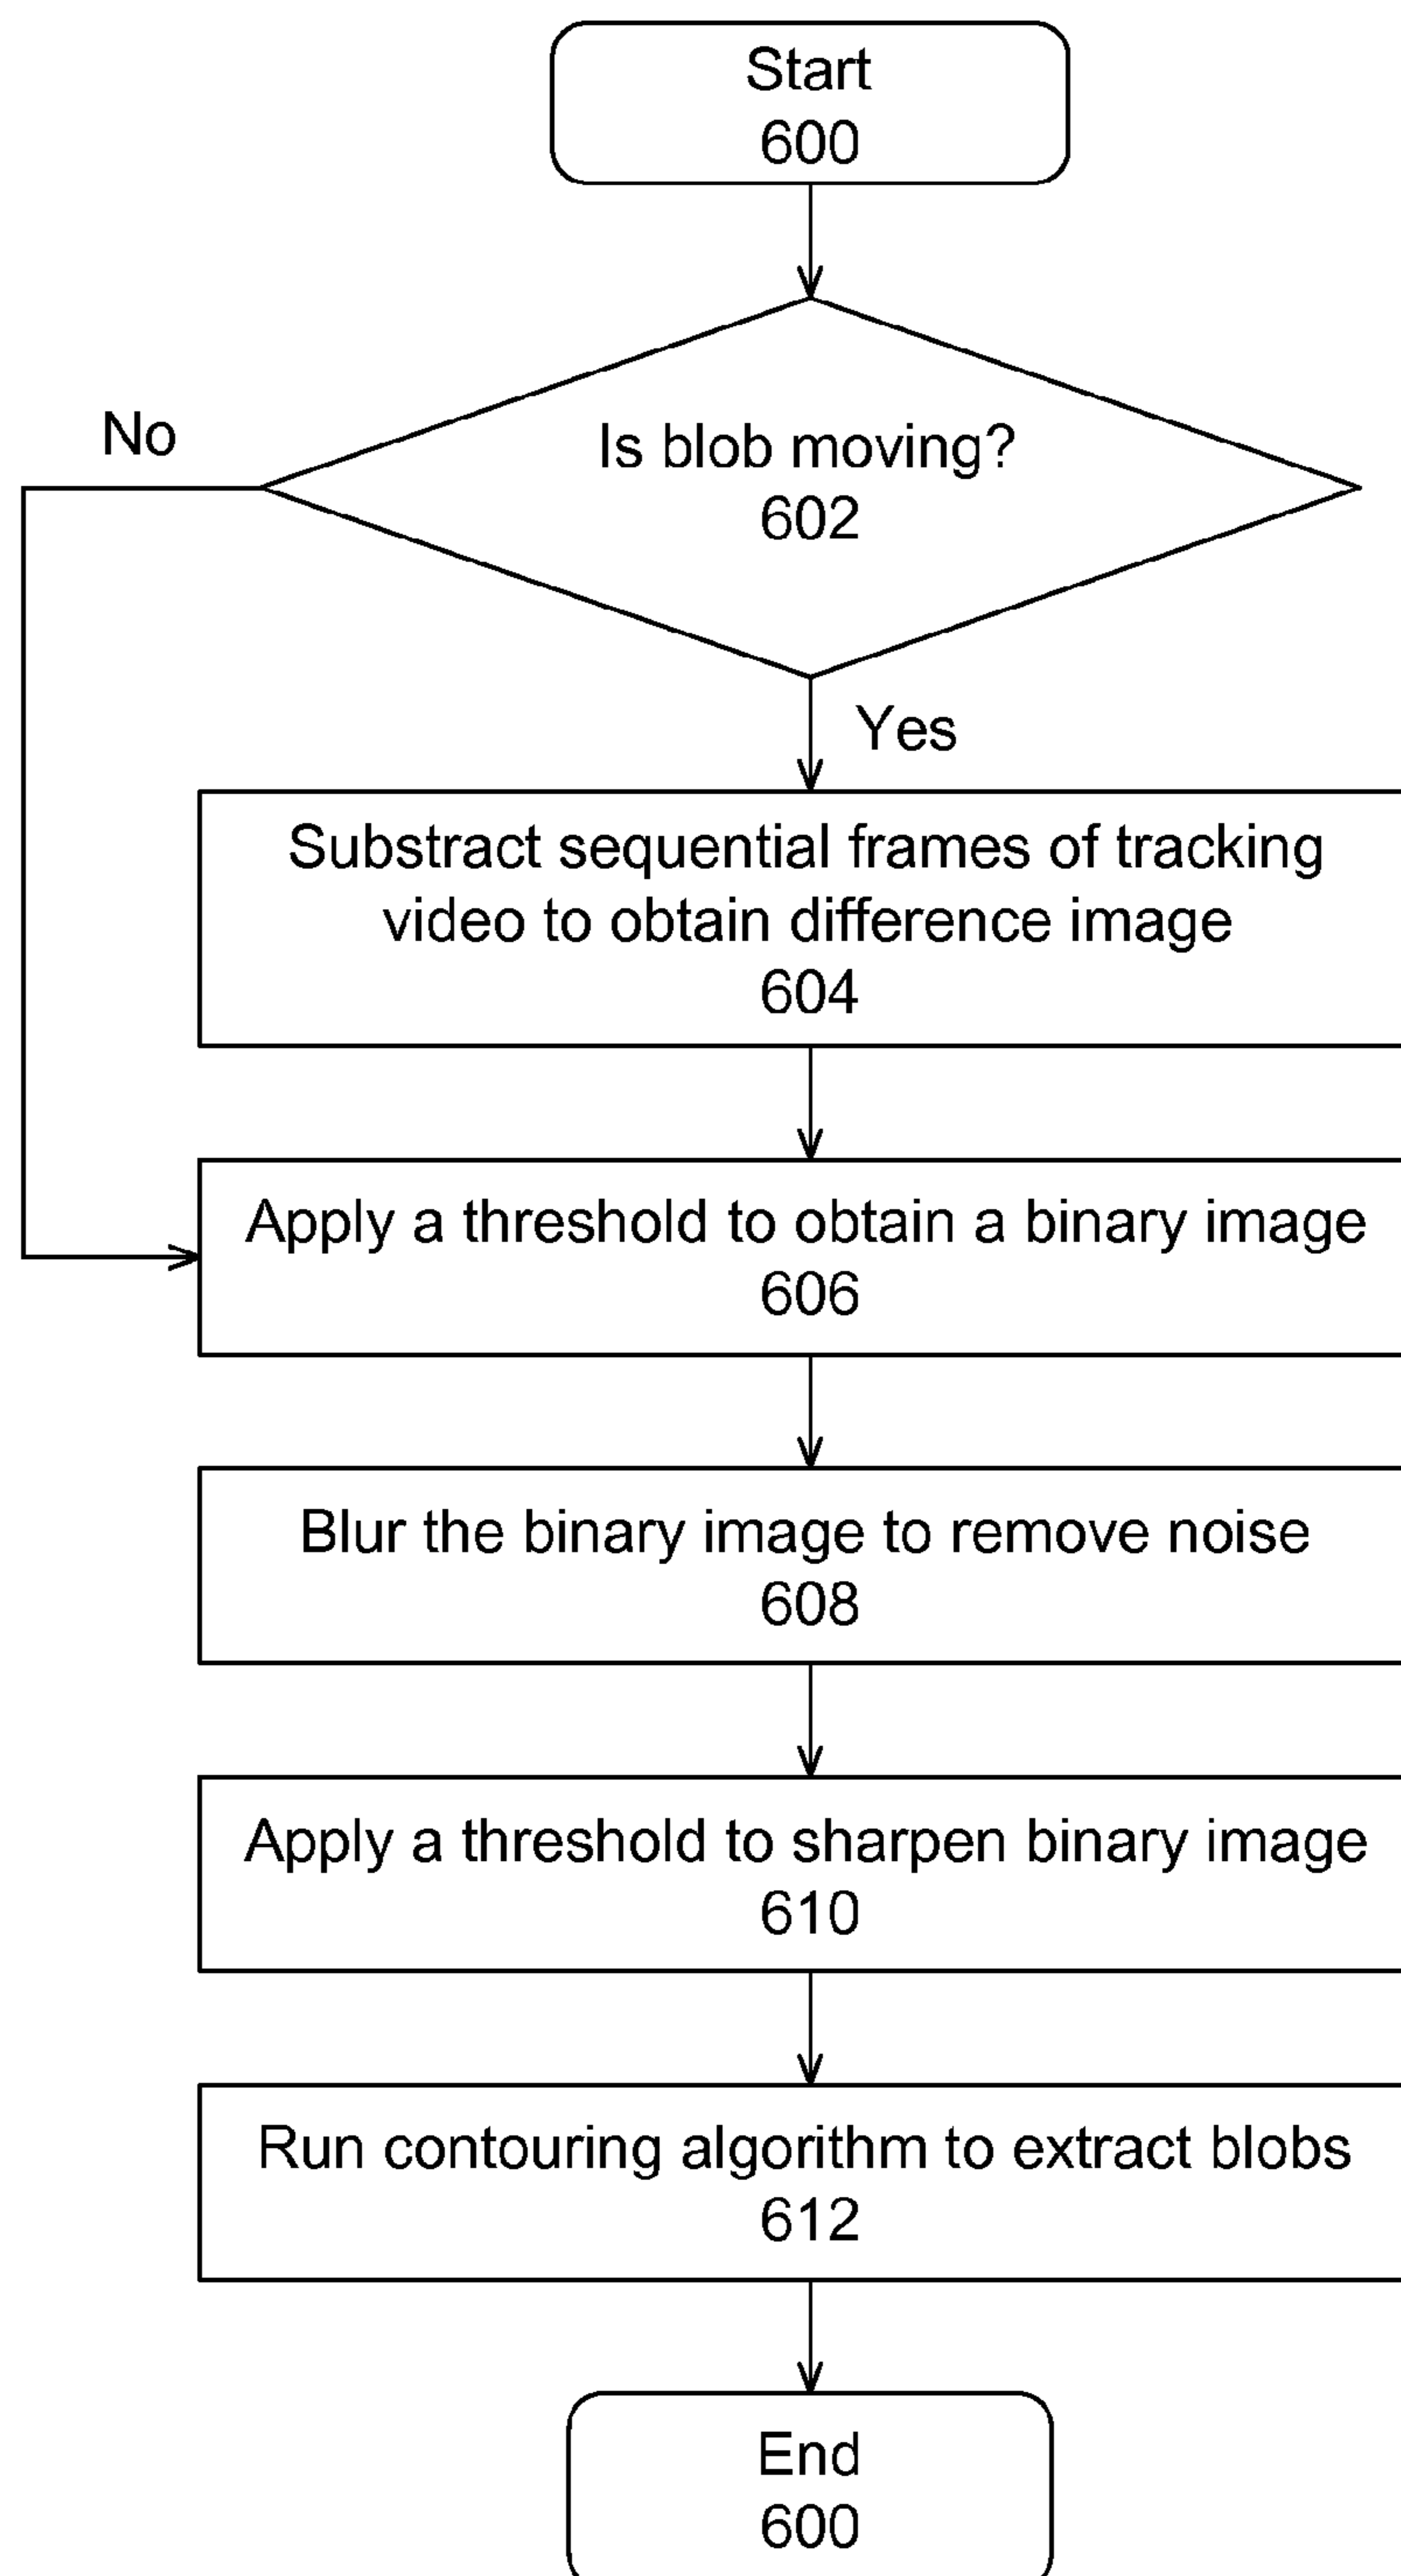 Start
600
No
Is blob moving?
602
Yes
Substract sequential frames of tracking
video to obtain difference image
604
Apply a threshold to obtain a binary image
606
Blur the binary image to remove noise
608
Apply a threshold to sharpen binary image
610
Run contouring algorithm to extract blobs
612
End
600